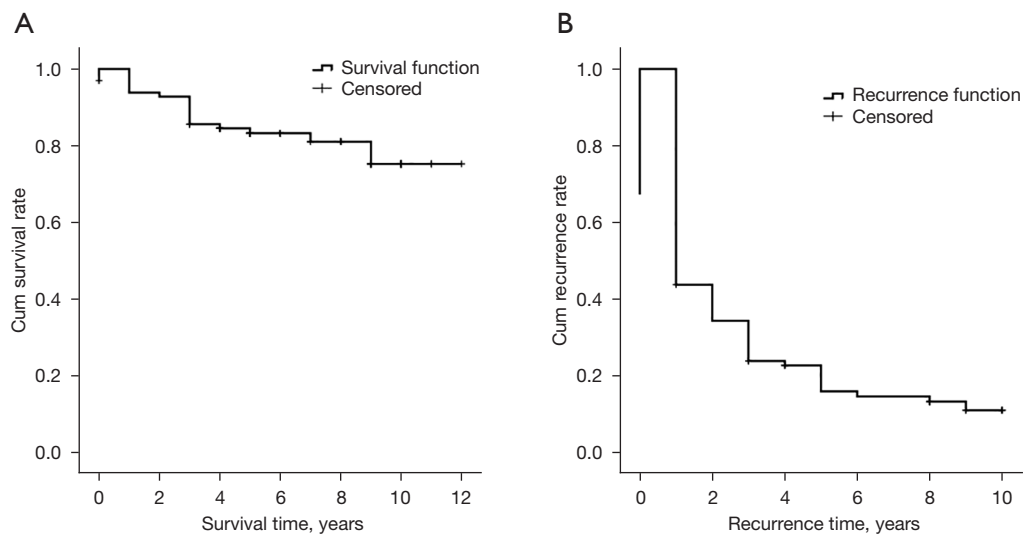 A
Survival function
Censored
1.0
0.8
0.6
0.4
0.2
0.0
Cum survival rate
0 2 4 6 8 10 12
Survival time, years
B
Recurrence function
Censored
1.0
0.8
0.6
0.4
0.2
0.0
Cum recurrence rate
0 2 4 6 8 10
Recurrence time, years